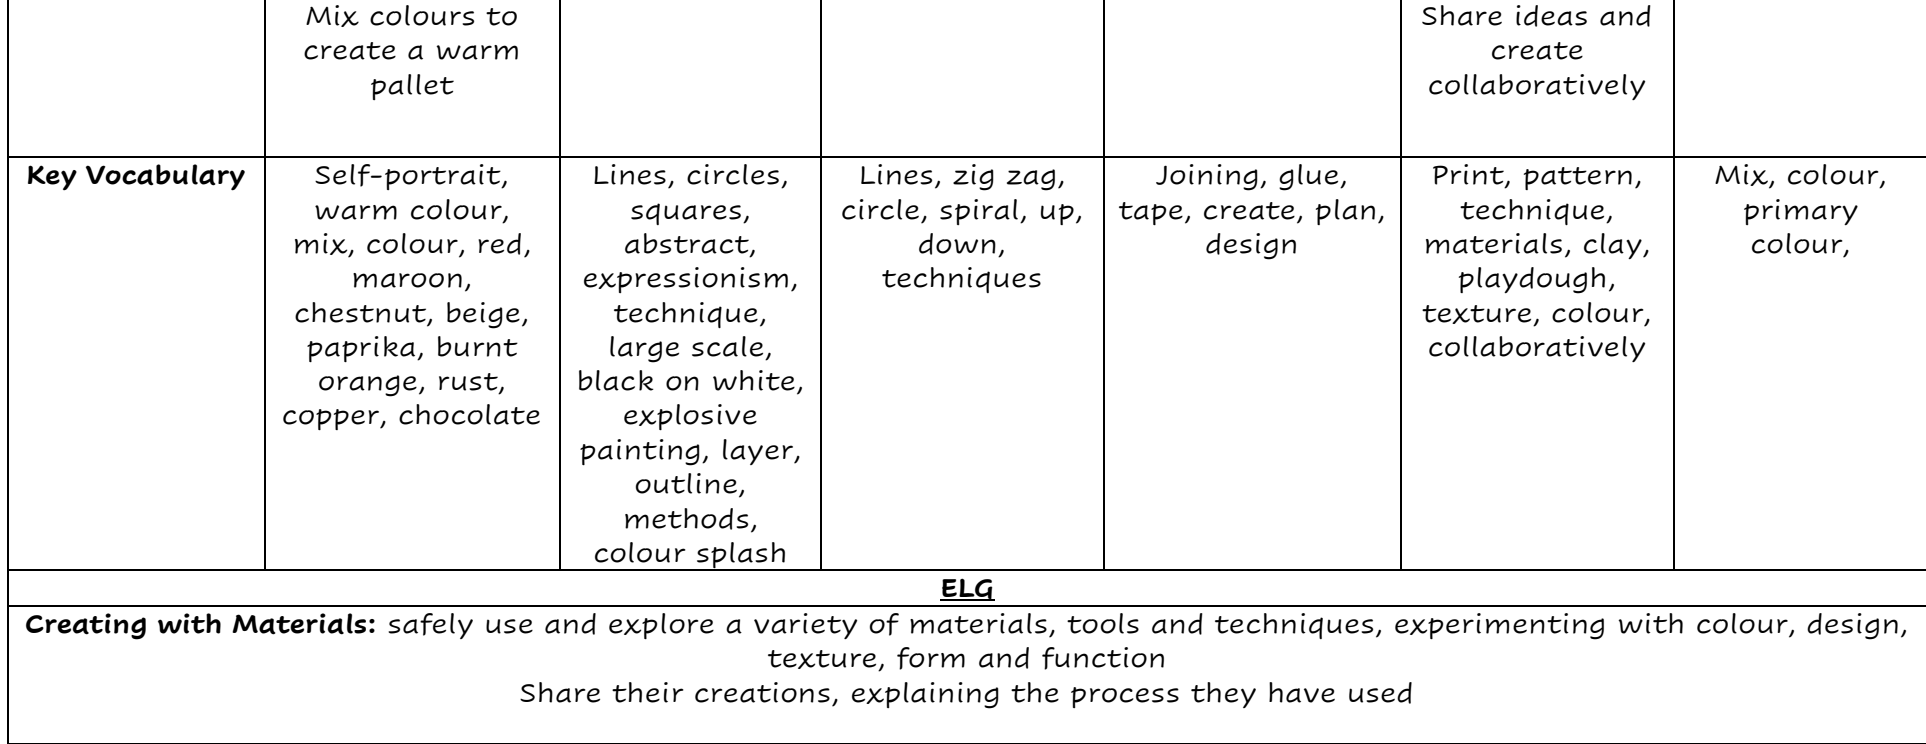 Mix colours to
create a warm
pallet
Share ideas and
create
collaboratively
Key Vocabulary
Self-portrait,
warm colour,
mix, colour, red,
maroon,
chestnut, beige,
paprika, burnt
orange, rust,
copper, chocolate
Lines, circles,
squares,
abstract,
expressionism,
technique,
large scale,
black on white,
explosive
painting, layer,
outline,
methods,
colour splash
Lines, zig zag,
circle, spiral, up,
down,
techniques
Joining, glue,
tape, create, plan,
design
Print, pattern,
technique,
materials, clay,
playdough,
texture, colour,
collaboratively
Mix, colour,
primary
colour,
ELG
Creating with Materials: safely use and explore a variety of materials, tools and techniques, experimenting with colour, design,
texture, form and function
Share their creations, explaining the process they have used